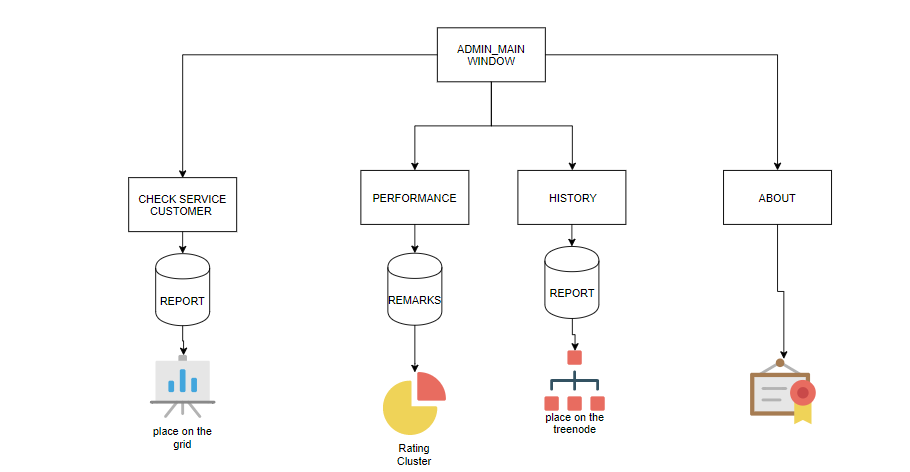 ADMIN_MAIN
WINDOW
CHECK SERVICE
CUSTOMER
PERFORMANCE
HISTORY
ABOUT
REPORT
REMARKS
REPORT
place on the
grid
Rating
Cluster
place on the
treenode